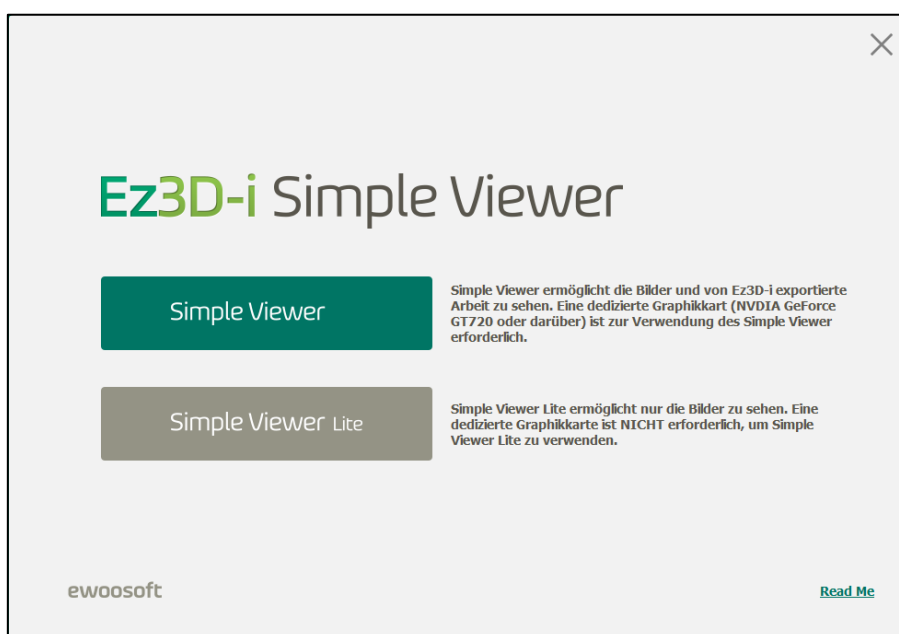 Ez3D-i Simple Viewer
Simple Viewer
Simple Viewer ermöglicht die Bilder und von Ez3D-i exportierte
Arbeit zu sehen. Eine dedizierte Graphikkart (NVDIA GeForce
GT720 oder darüber) ist zur Verwendung des Simple Viewer
erforderlich.
Simple Viewer Lite
Simple Viewer Lite ermöglicht nur die Bilder zu sehen. Eine
dedizierte Graphikkarte ist NICHT erforderlich, um Simple
Viewer Lite zu verwenden.
ewoosoft
Read Me